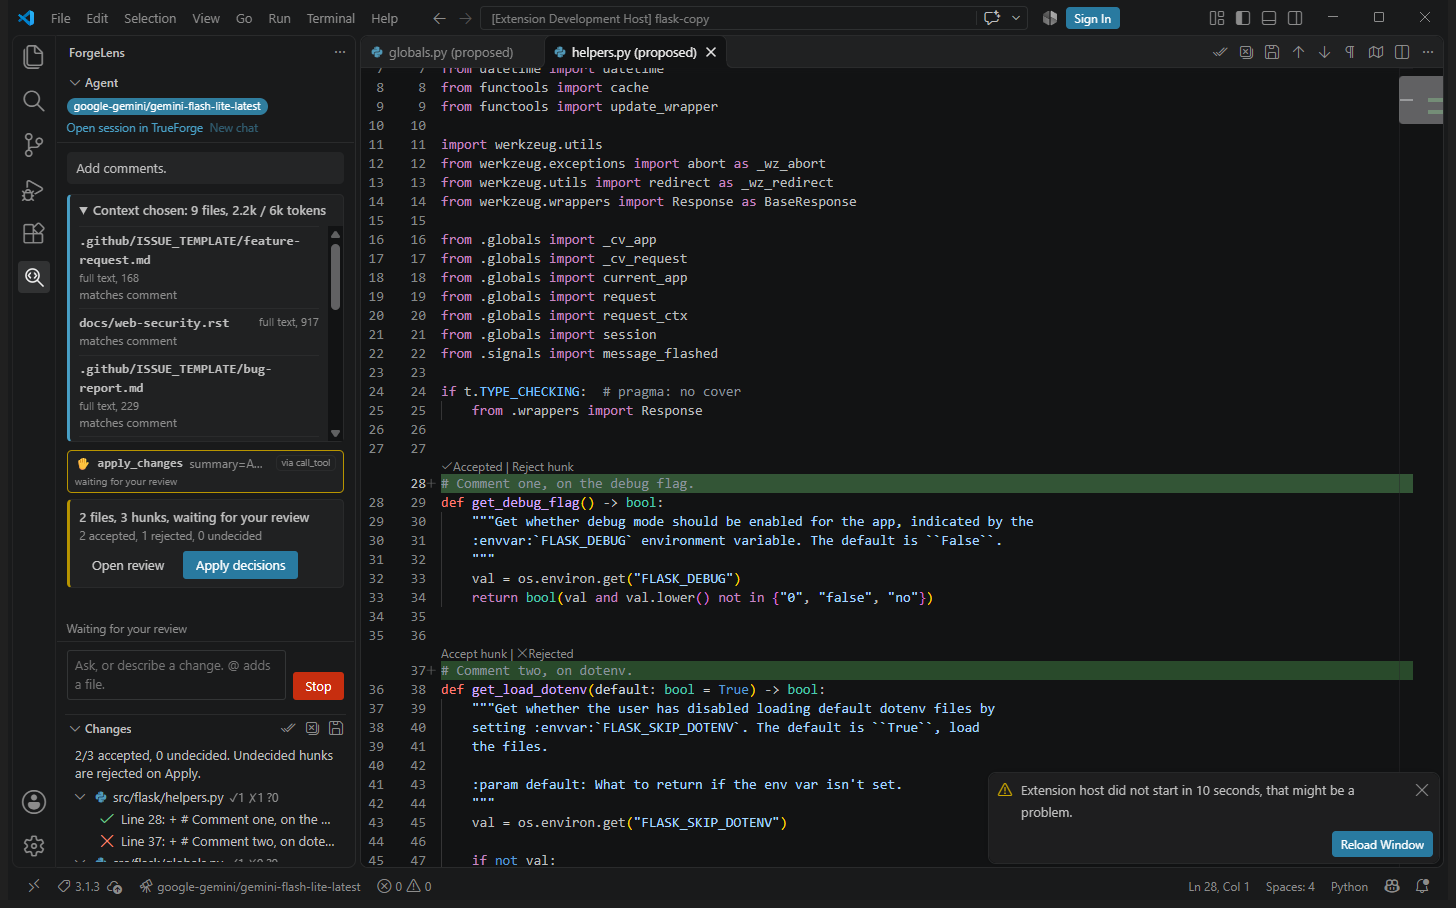 File Edit Selection View Go Run Terminal Help
[Extension Development Host] flask-copy
Sign In
ForgeLens
Agent
google-gemini/gemini-flash-lite-latest
Open session in TrueForge New chat
Add comments.
▼ Context chosen: 9 files, 2.2k / 6k tokens
.github/ISSUE_TEMPLATE/feature-
request.md
full text, 168
matches comment
docs/web-security.rst full text, 917
matches comment
.github/ISSUE_TEMPLATE/bug-
report.md
full text, 229
matches comment
apply_changes summary=A... via call_tool
waiting for your review
2 files, 3 hunks, waiting for your review
2 accepted, 1 rejected, 0 undecided
Open review Apply decisions
Waiting for your review
Ask, or describe a change. @ adds
a file.
Stop
Changes
2/3 accepted, 0 undecided. Undecided hunks
are rejected on Apply.
src/flask/helpers.py ✓1 X1 ?0
Line 28: + # Comment one, on the ...
Line 37: + # Comment two, on dote...
src/flask/globals.py ✓1 X0 ?0
globals.py (proposed) helpers.py (proposed)
7 7 from datetime import datetime
8 8 from functools import cache
9 9 from functools import update_wrapper
10 10
11 11 import werkzeug.utils
12 12 from werkzeug.exceptions import abort as _wz_abort
13 13 from werkzeug.utils import redirect as _wz_redirect
14 14 from werkzeug.wrappers import Response as BaseResponse
15 15
16 16 from .globals import _cv_app
17 17 from .globals import _cv_request
18 18 from .globals import current_app
19 19 from .globals import request
20 20 from .globals import request_ctx
21 21 from .globals import session
22 22 from .signals import message_flashed
23 23
24 24 if t.TYPE_CHECKING:  # pragma: no cover
25 25     from .wrappers import Response
26 26
27 27
✓Accepted | Reject hunk
28+ # Comment one, on the debug flag.
28 29 def get_debug_flag() -> bool:
29 30     """Get whether debug mode should be enabled for the app, indicated by the
30 31     :envvar:`FLASK_DEBUG` environment variable. The default is ``False``.
31 32     """
32 33     val = os.environ.get("FLASK_DEBUG")
33 34     return bool(val and val.lower() not in {"0", "false", "no"})
34 35
35 36
Accept hunk | ✕Rejected
37+ # Comment two, on dotenv.
36 38 def get_load_dotenv(default: bool = True) -> bool:
37 39     """Get whether the user has disabled loading default dotenv files by
38 40     setting :envvar:`FLASK_SKIP_DOTENV`. The default is ``True``, load
39 41     the files.
40 42
41 43     :param default: What to return if the env var isn't set.
42 44     """
43 45     val = os.environ.get("FLASK_SKIP_DOTENV")
44 46
45 47     if not val:
Extension host did not start in 10 seconds, that might be a
problem.
Reload Window
3.1.3 google-gemini/gemini-flash-lite-latest 0 0 Ln 28, Col 1 Spaces: 4 Python